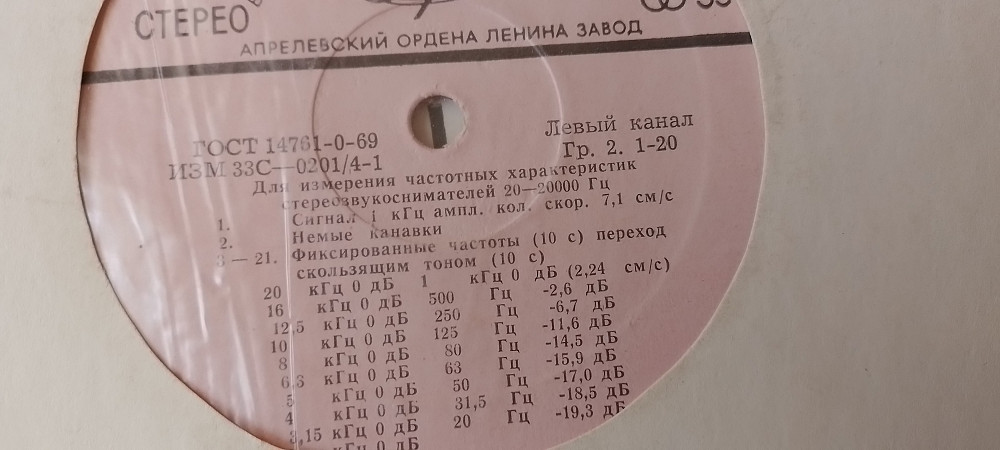 СТЕРЕО
33
АПРЕЛЕВСКИЙ ОРДЕНА ЛЕНИНА ЗАВОД
ГОСТ 14761-0-69
Левый канал
ИЗМ 33С—0201/4-1
Гр. 2. 1-20
Для измерения частотных характеристик
стереозвукоснимателей 20—20000 Гц
1. Сигнал 1 кГц ампл. кол. скор. 7,1 см/с
2. Немые канавки
3 — 21. Фиксированные частоты (10 с) переход
скользящим тоном (10 с)
20 кГц 0 дБ 1 кГц 0 дБ (2,24 см/с)
16 кГц 0 дБ 500 Гц -2,6 дБ
12,5 кГц 0 дБ 250 Гц -6,7 дБ
10 кГц 0 дБ 125 Гц -11,6 дБ
8 кГц 0 дБ 80 Гц -14,5 дБ
6,3 кГц 0 дБ 63 Гц -15,9 дБ
5 кГц 0 дБ 50 Гц -17,0 дБ
4 кГц 0 дБ 31,5 Гц -18,5 дБ
3,15 кГц 0 дБ 20 Гц -19,3 дБ
кГц 0 дБ